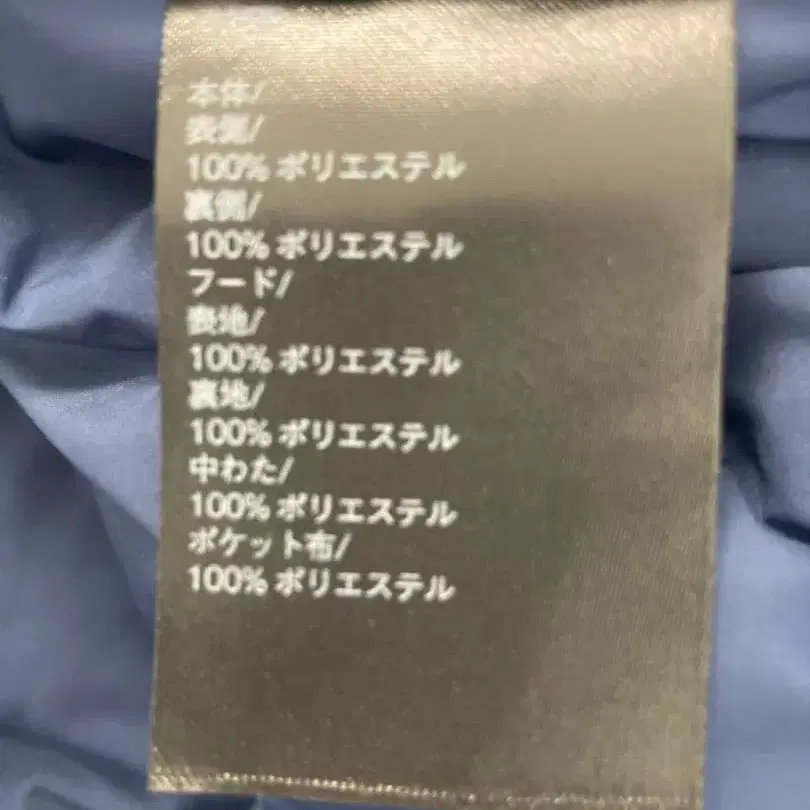 本体/
表側/
100% ポリエステル
裏側/
100% ポリエステル
フード/
表地/
100% ポリエステル
裏地/
100% ポリエステル
中わた/
100% ポリエステル
ポケット布/
100% ポリエステル